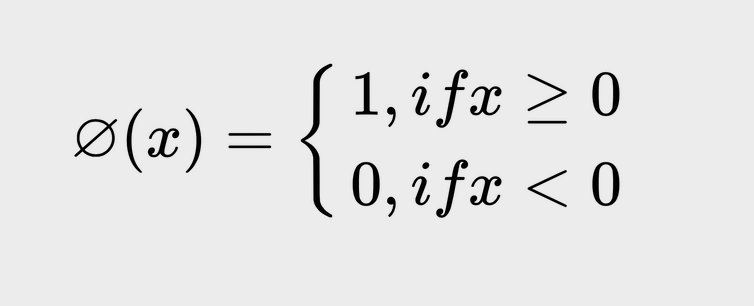 ∅(x) = { 1, ifx ≥ 0
0, ifx < 0